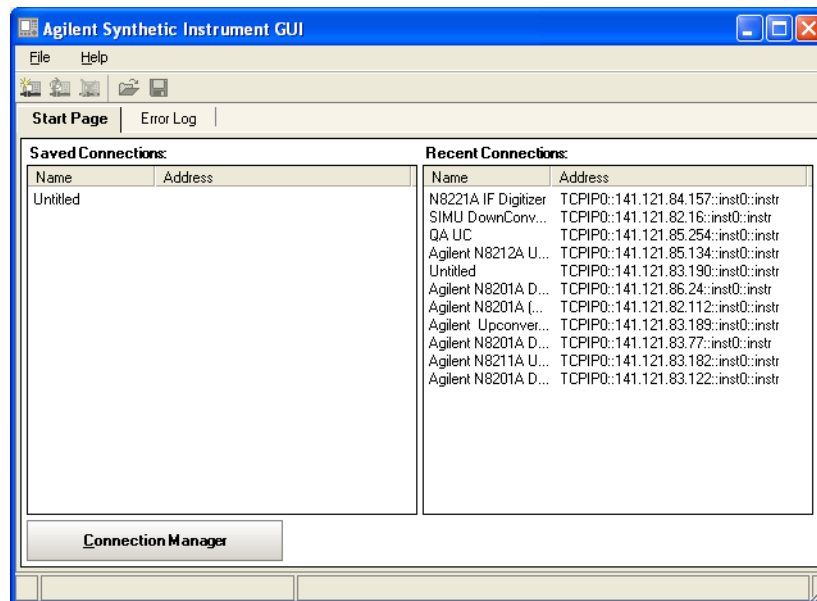 Agilent Synthetic Instrument GUI
File Help
Start Page Error Log
Saved Connections:
Name Address
Untitled
Recent Connections:
Name Address
N8221A IF Digitizer TCPIP0::141.121.84.157::inst0::instr
SIMU DownConv... TCPIP0::141.121.82.16::inst0::instr
QA UC TCPIP0::141.121.85.254::inst0::instr
Agilent N8212A U... TCPIP0::141.121.85.134::inst0::instr
Untitled TCPIP0::141.121.83.190::inst0::instr
Agilent N8201A D... TCPIP0::141.121.86.24::inst0::instr
Agilent N8201A (... TCPIP0::141.121.82.112::inst0::instr
Agilent Upconver... TCPIP0::141.121.83.189::inst0::instr
Agilent N8201A D... TCPIP0::141.121.83.77::inst0::instr
Agilent N8211A U... TCPIP0::141.121.83.182::inst0::instr
Agilent N8201A D... TCPIP0::141.121.83.122::inst0::instr
Connection Manager